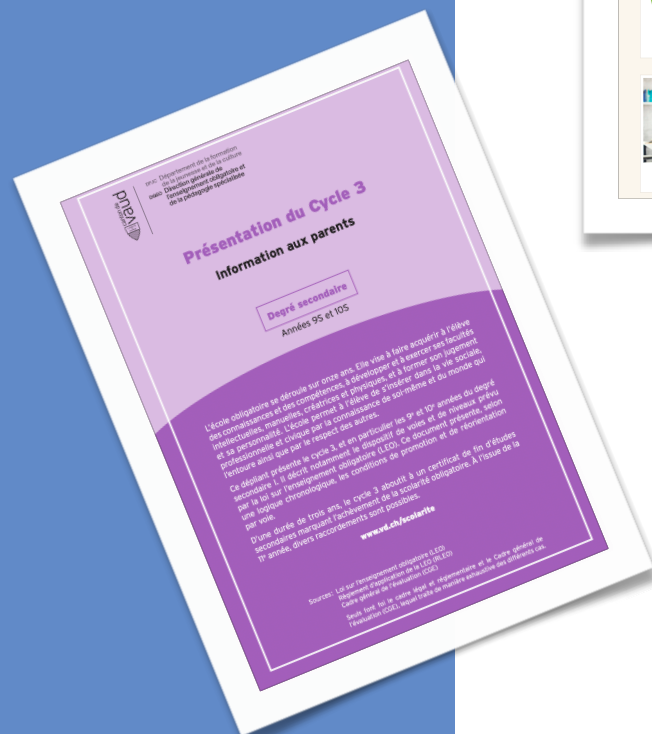 canton de
vaud
DFJC Département de la formation
de la jeunesse et de la culture
DGEO Direction générale de
l'enseignement obligatoire et
de la pédagogie spécialisée
Présentation du Cycle 3
Information aux parents
Degré secondaire
Années 9S et 10S
L'école obligatoire se déroule sur onze ans. Elle vise à faire acquérir à l'élève
des connaissances et des compétences, à développer et à exercer ses facultés
intellectuelles, manuelles, créatrices et physiques, et à former son jugement
et sa personnalité. L'école permet à l'élève de s'insérer dans la vie sociale,
professionnelle et civique par la connaissance de soi-même et du monde qui
l'entoure ainsi que par le respect des autres.
Ce dépliant présente le cycle 3, et en particulier les 9e et 10e années du degré
secondaire I. Il décrit notamment le dispositif de voies et de niveaux prévu
par la loi sur l'enseignement obligatoire (LEO). Ce document présente, selon
une logique chronologique, les conditions de promotion et de réorientation
par voie.
D'une durée de trois ans, le cycle 3 aboutit à un certificat de fin d'études
secondaires marquant l'achèvement de la scolarité obligatoire. À l'issue de la
11e année, divers raccordements sont possibles.
www.vd.ch/scolarite
Sources: Loi sur l'enseignement obligatoire (LEO)
Règlement d'application de la LEO (RLEO)
Cadre général de l'évaluation (CGE)
Seuls font foi le cadre légal et réglementaire et le Cadre général de
l'évaluation (CGE), lequel traite de manière exhaustive des différents cas.